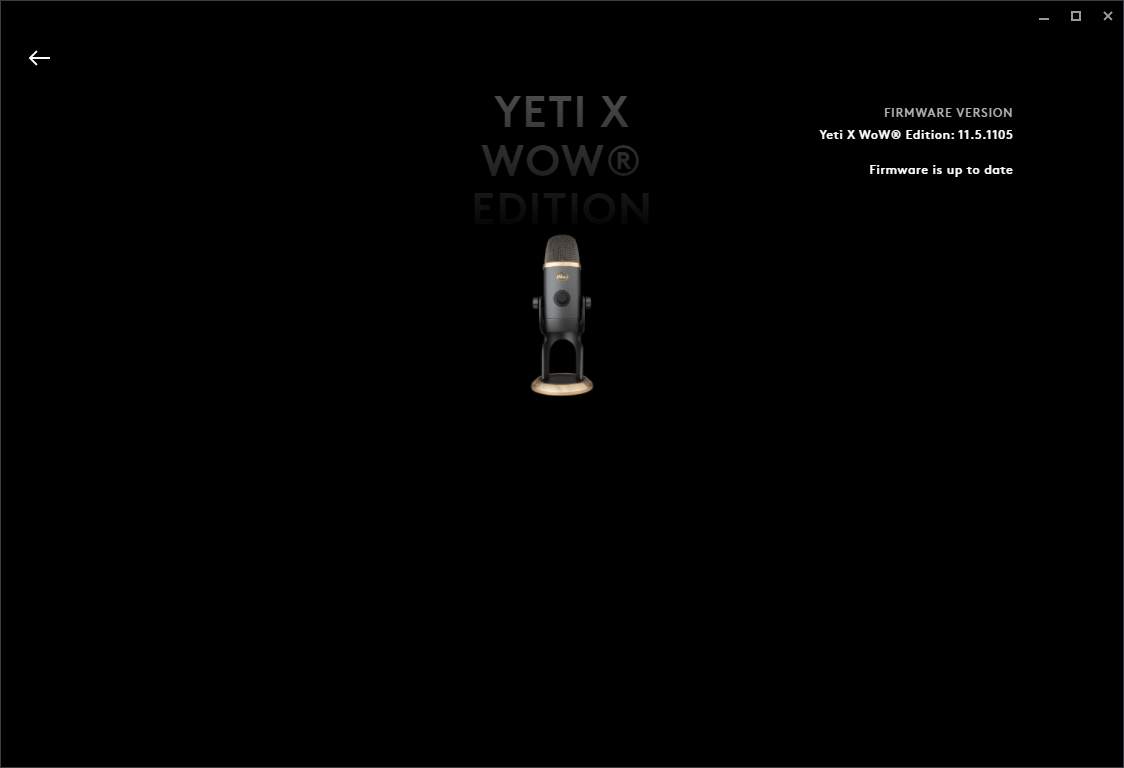 YETI X
WOW®
EDITION
FIRMWARE VERSION
Yeti X WoW® Edition: 11.5.1105
Firmware is up to date